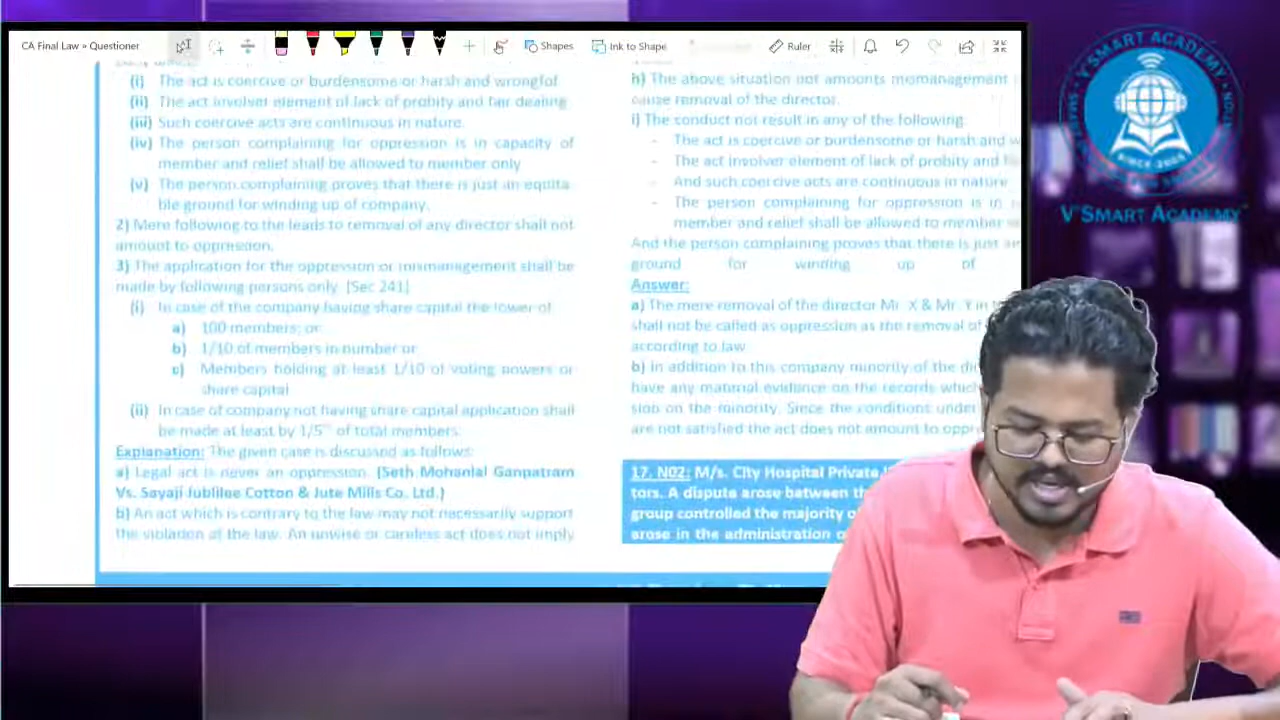 CA Final Law » Questioner
Shapes
Ink to Shape
Ruler
(i) The act is coercive or burdensome or harsh and wrongful
(ii) The act involver element of lack of probity and fair dealing
(iii) Such coercive acts are continuous in nature.
(iv) The person complaining for oppression is in capacity of
member and relief shall be allowed to member only
(v) The person complaining proves that there is just an equita
ble ground for winding up of company.
2) Mere following to the leads to removal of any director shall not
amount to oppression.
3) The application for the oppression or mismanagement shall be
made by following persons only. [Sec 241]
(i) In case of the company having share capital the lower of
a) 100 members; or
b) 1/10 of members in number or
c) Members holding at least 1/10 of voting powers or
share capital
(ii) In case of company not having share capital application shall
be made at least by 1/5th of total members.
Explanation: The given case is discussed as follows:
a) Legal act is never an oppression. (Seth Mohanlal Ganpatram
Vs. Sayaji Jublilee Cotton & Jute Mills Co. Ltd.)
b) An act which is contrary to the law may not necessarily support
the violation of the law. An unwise or careless act does not imply
h) The above situation not amounts mismanagement
cause removal of the director.
i) The conduct not result in any of the following:
- The act is coercive or burdensome or harsh and w
- The act involver element of lack of probity and
- And such coercive acts are continuous in nature
- The person complaining for oppression is in
member and relief shall be allowed to member
And the person complaining proves that there is just
ground for winding up of
Answer:
a) The mere removal of the director Mr. X & Mr. Y in
shall not be called as oppression as the removal of
according to law
b) In addition to this company minority of the
have any material evidence on the records which
sion on the minority. Since the conditions under
are not satisfied the act does not amount to
17. N02: M/s. City Hospital Private
tors. A dispute arose between
group controlled the majority of
arose in the administration
V'SMART ACADEMY
SINCE-2005
V'SMART ACADEMY